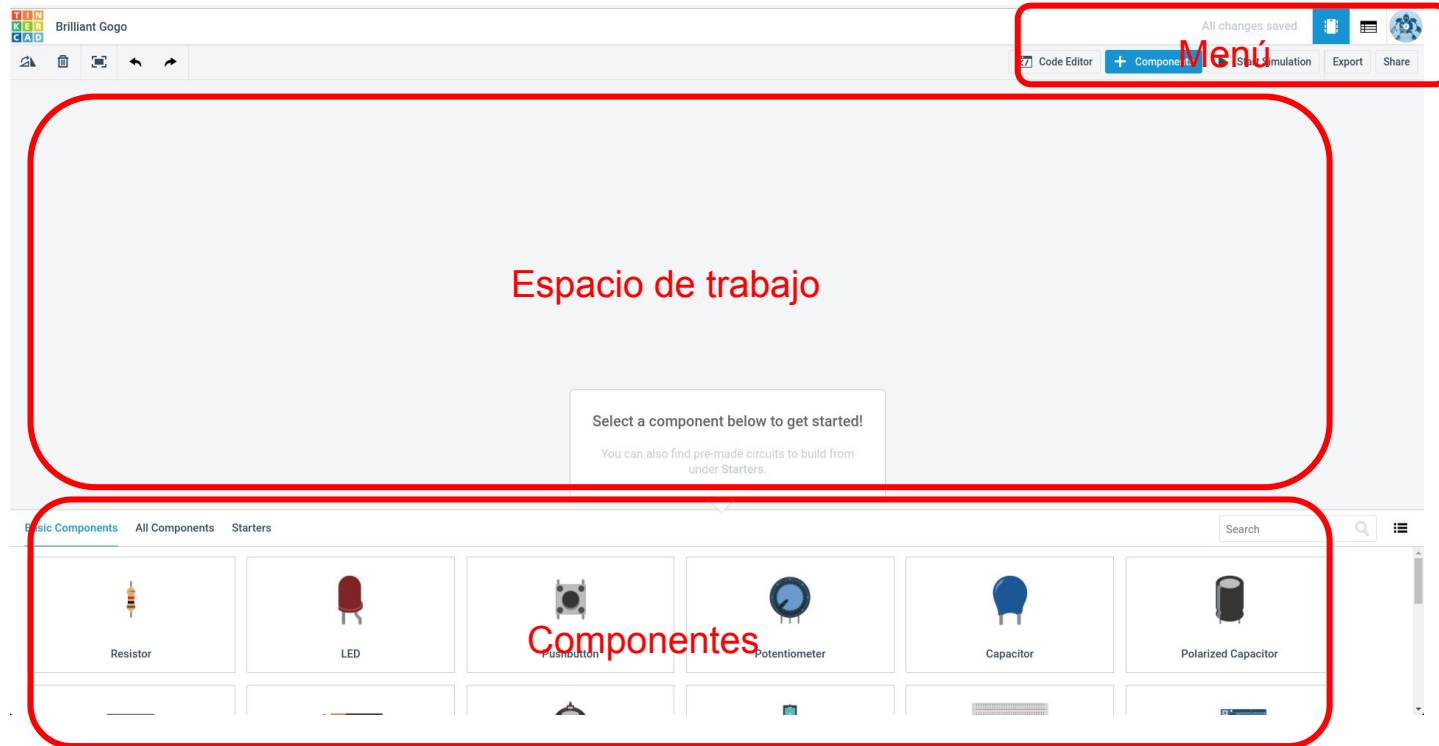 TIN
KER
CAD
Brilliant Gogo
All changes saved
Menú
Code Editor
Components
Start Simulation
Export
Share
Espacio de trabajo
Select a component below to get started!
You can also find pre-made circuits to build from
under Starters.
Basic Components
All Components
Starters
Search
Componentes
Resistor
LED
Pushbutton
Potentiometer
Capacitor
Polarized Capacitor